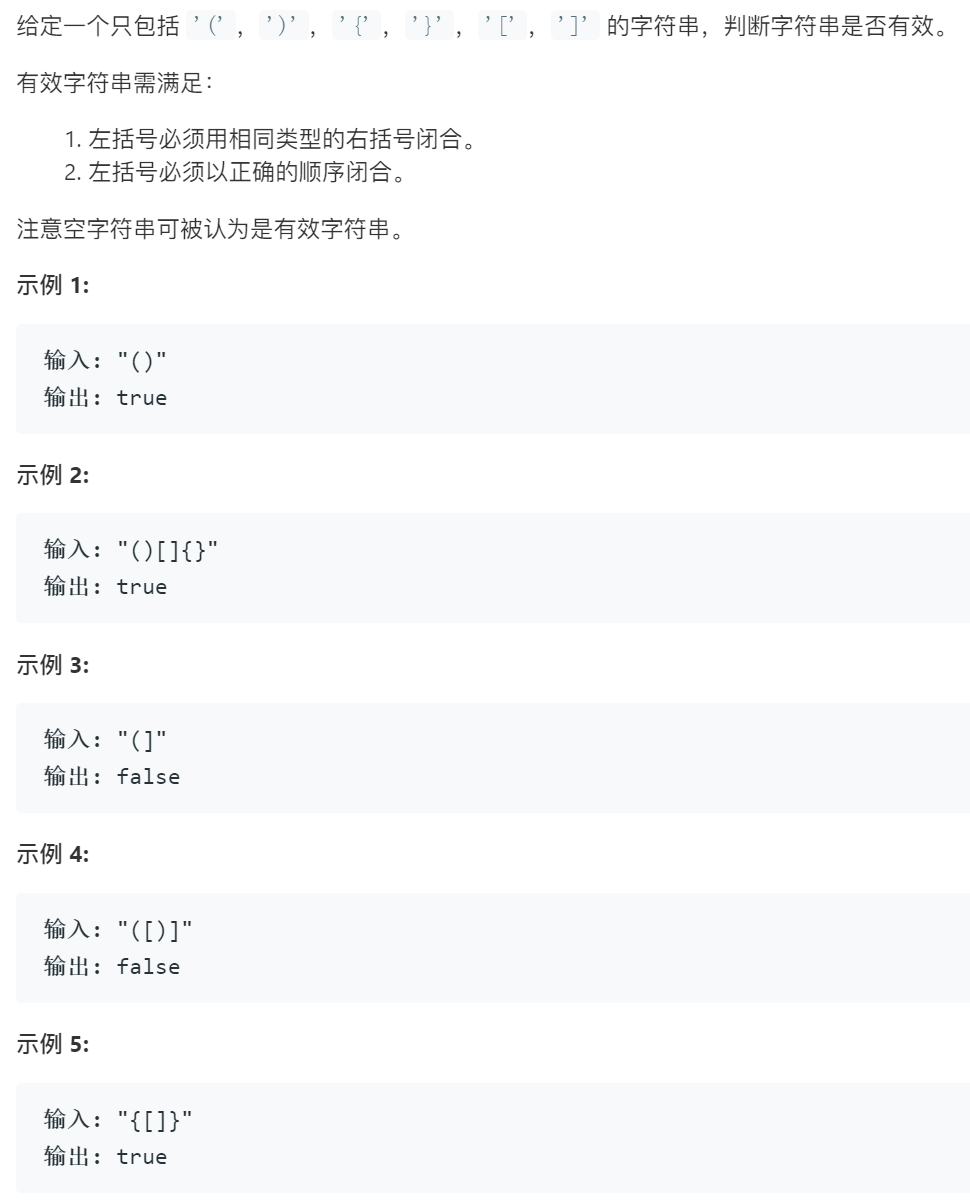 给定一个只包括 '(', ')', '{', '}', '[', ']' 的字符串，判断字符串是否有效。
有效字符串需满足：
1. 左括号必须用相同类型的右括号闭合。
2. 左括号必须以正确的顺序闭合。
注意空字符串可被认为是有效字符串。
示例 1:
输入: "()"
输出: true
示例 2:
输入: "()[]{}"
输出: true
示例 3:
输入: "(]"
输出: false
示例 4:
输入: "([)]"
输出: false
示例 5:
输入: "{[]}"
输出: true